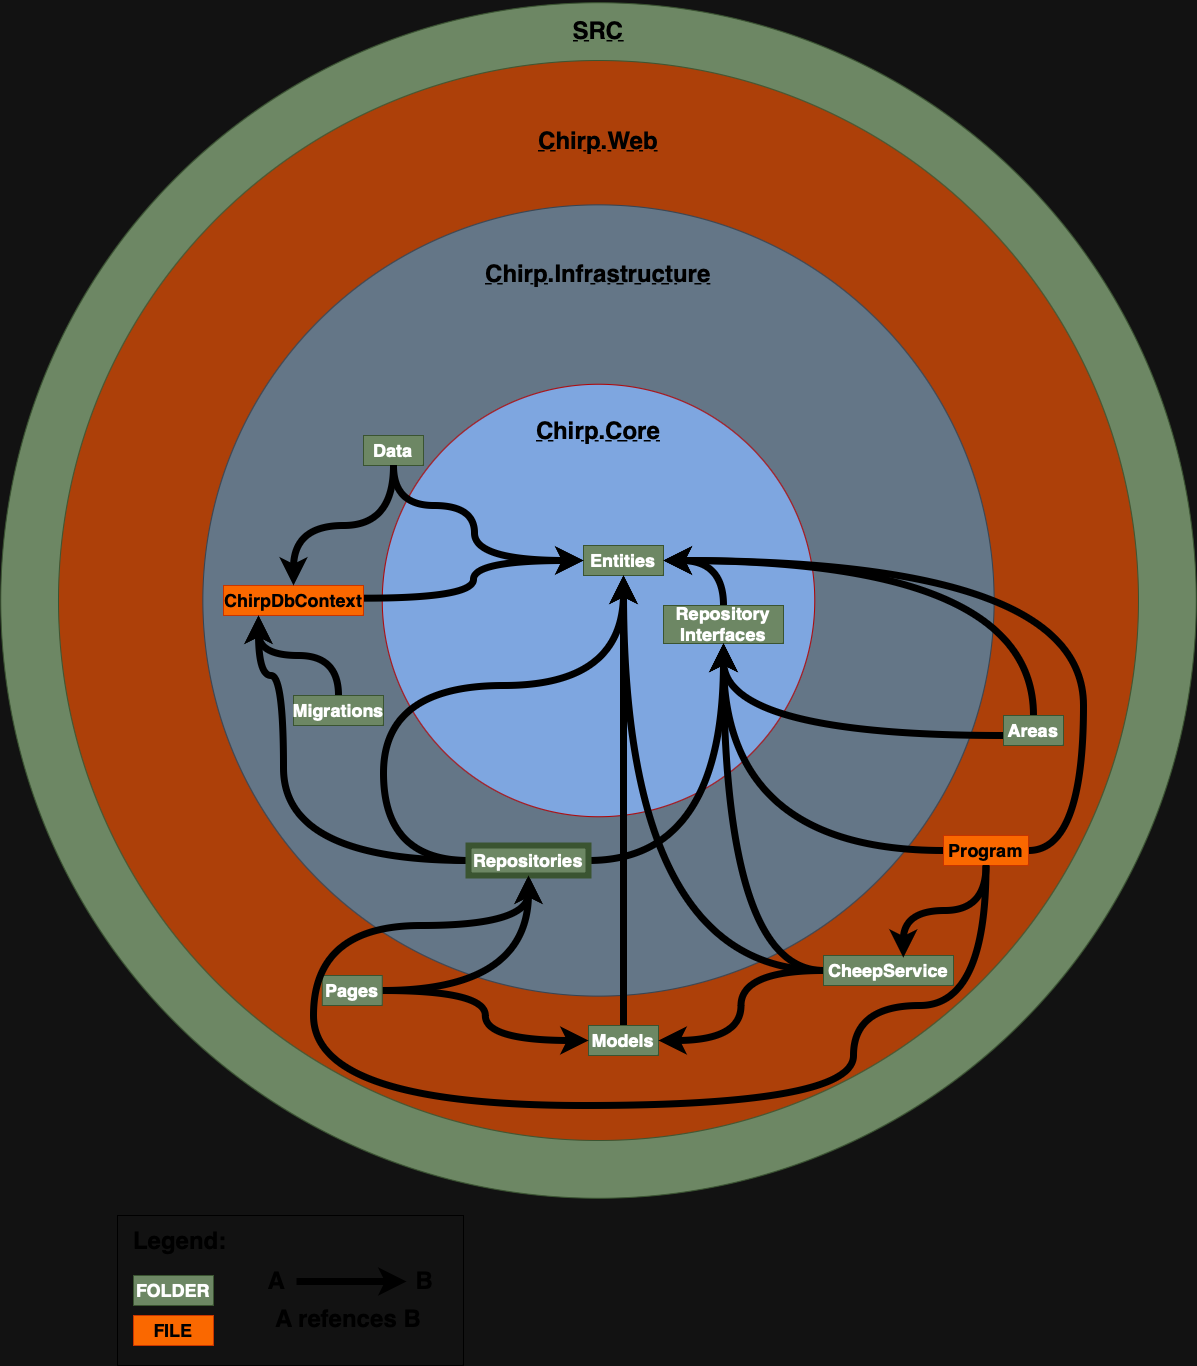 SRC
Chirp.Web
Chirp.Infrastructure
Chirp.Core
Data
Entities
ChirpDbContext
Repository
Interfaces
Migrations
Areas
Repositories
Program
CheepService
Pages
Models
Legend:
FOLDER
A
B
A refences B
FILE